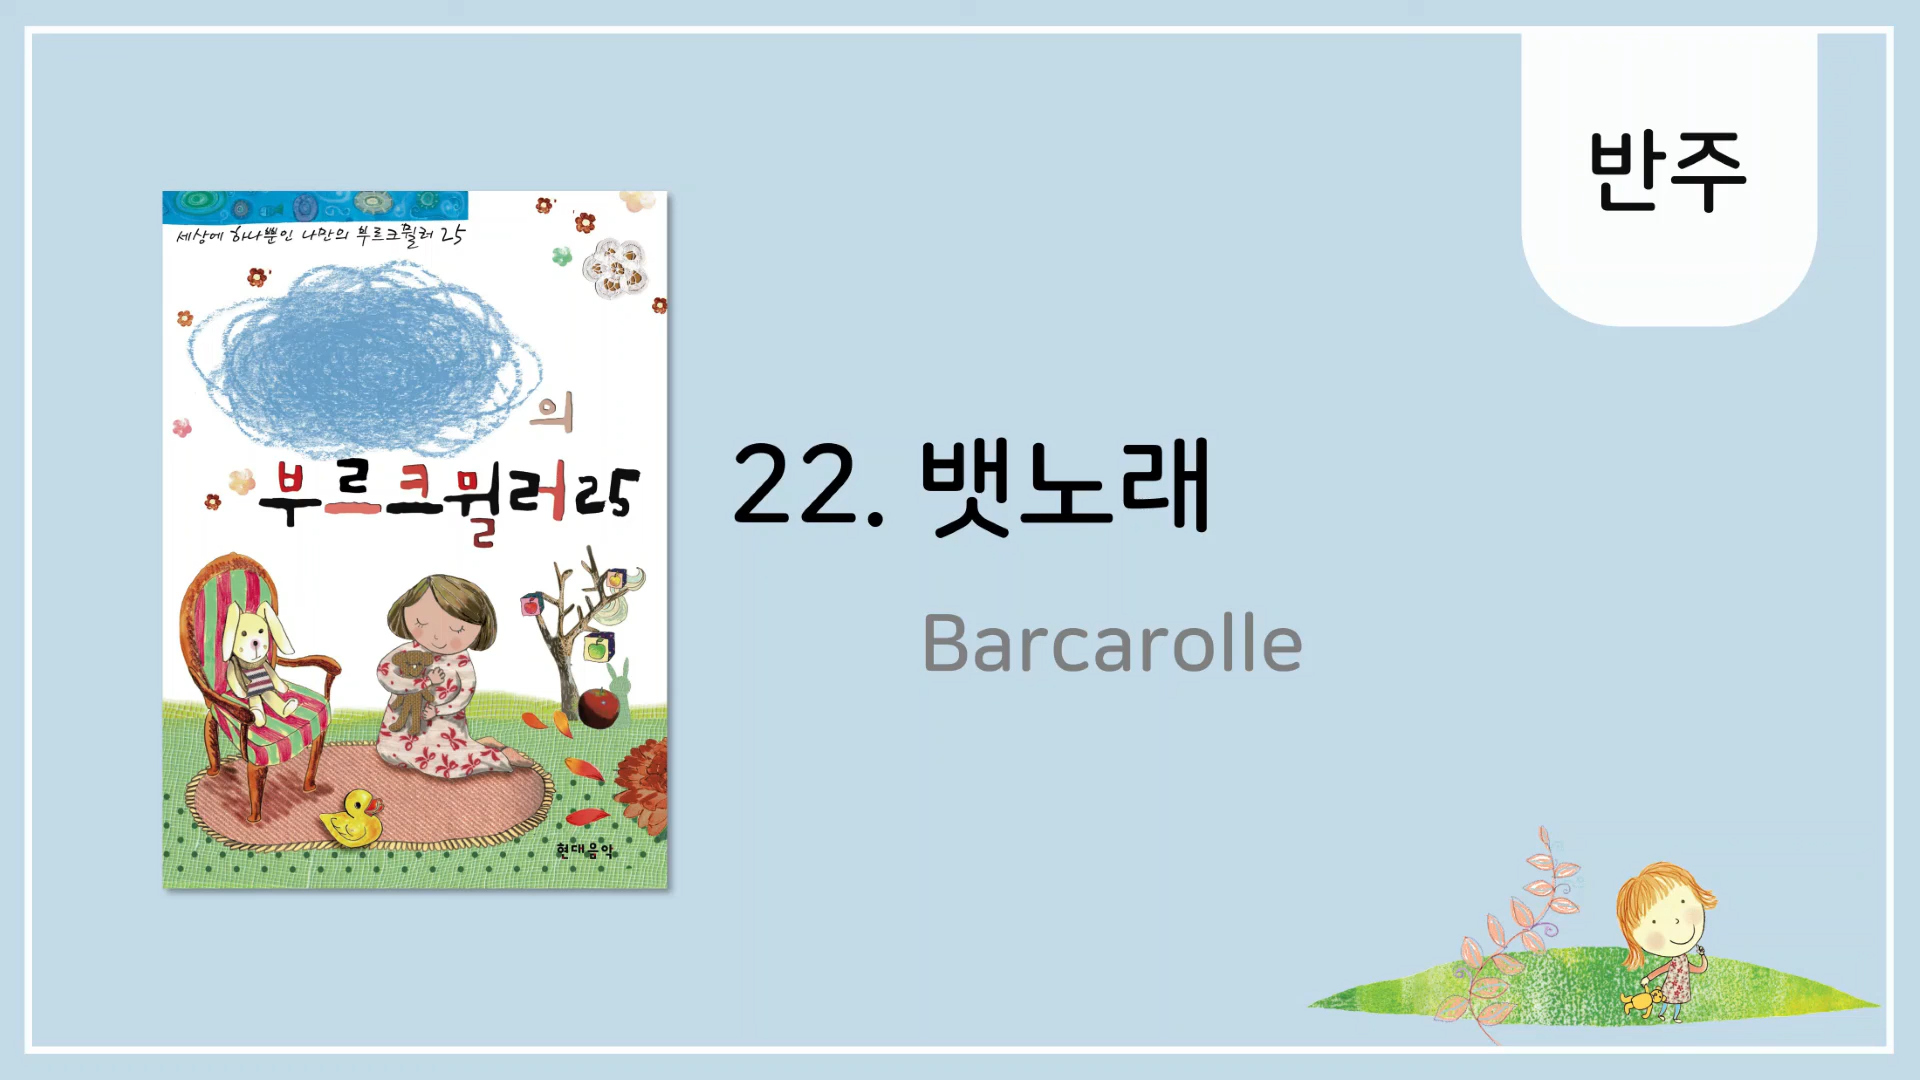 반주
세상에 하나뿐인 나만의 부르크뮐러 25
의
부르크뮐러25
현대음악
22. 뱃노래
Barcarolle